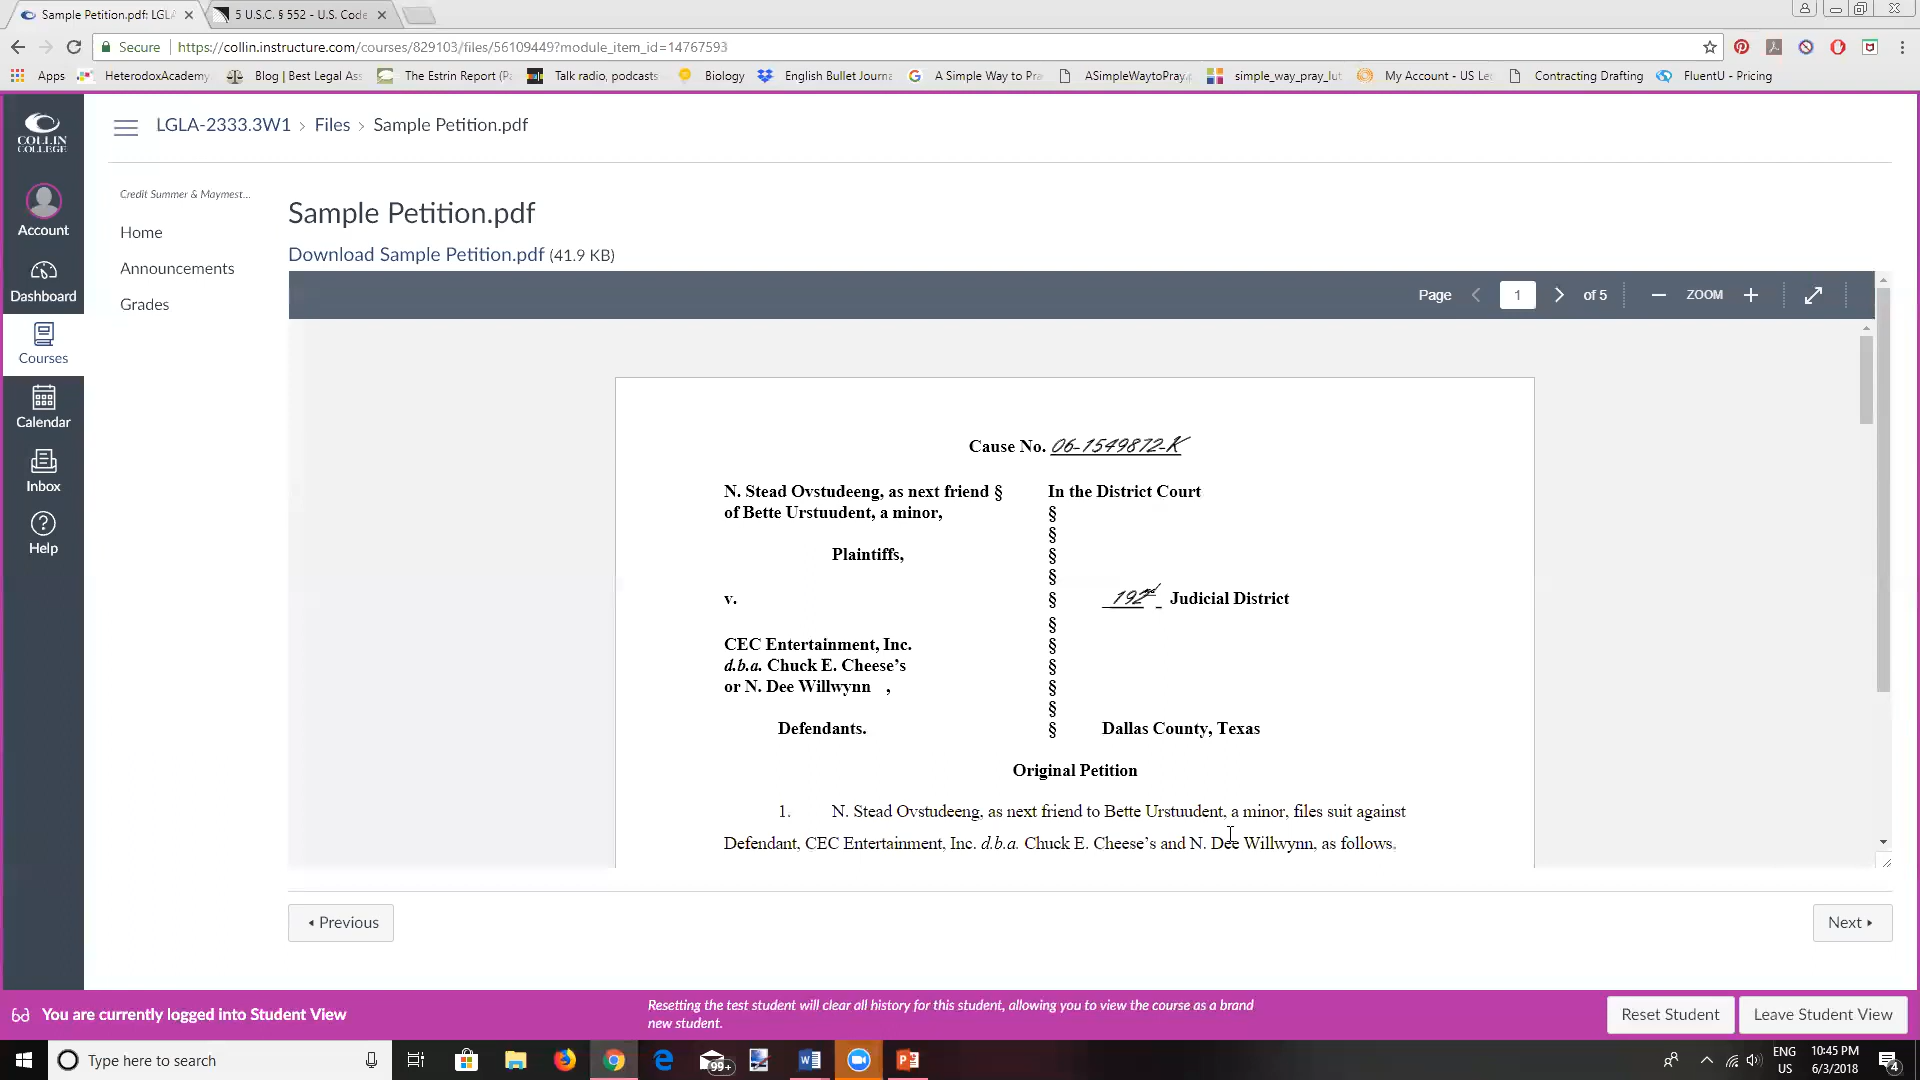 Sample Petition.pdf: LGLA
5 U.S.C. § 552 - U.S. Code
Secure
https://collin.instructure.com/courses/829103/files/56109449?module_item_id=14767593
Apps
HeterodoxAcademy
Blog | Best Legal Ass
The Estrin Report (Pa
Talk radio, podcasts
Biology
English Bullet Journa
A Simple Way to Pra
ASimpleWaytoPray.
simple_way_pray_lut
My Account - US Le
Contracting Drafting
FluentU - Pricing
COLLIN
COLLEGE
LGLA-2333.3W1 > Files > Sample Petition.pdf
Credit Summer & Maymest...
Home
Announcements
Grades
Account
Dashboard
Courses
Calendar
Inbox
Help
Sample Petition.pdf
Download Sample Petition.pdf (41.9 KB)
Page 1 of 5 ZOOM
Cause No. 06-1549872-K
N. Stead Ovstudeeng, as next friend § In the District Court
of Bette Urstuudent, a minor, §
§
Plaintiffs, §
§
v. § 192nd Judicial District
§
CEC Entertainment, Inc. §
d.b.a. Chuck E. Cheese's §
or N. Dee Willwynn , §
§
Defendants. § Dallas County, Texas
Original Petition
1. N. Stead Ovstudeeng, as next friend to Bette Urstuudent, a minor, files suit against
Defendant, CEC Entertainment, Inc. d.b.a. Chuck E. Cheese's and N. Dee Willwynn, as follows.
Previous
Next
You are currently logged into Student View
Resetting the test student will clear all history for this student, allowing you to view the course as a brand
new student.
Reset Student
Leave Student View
Type here to search
99+
ENG
US
10:45 PM
6/3/2018
4